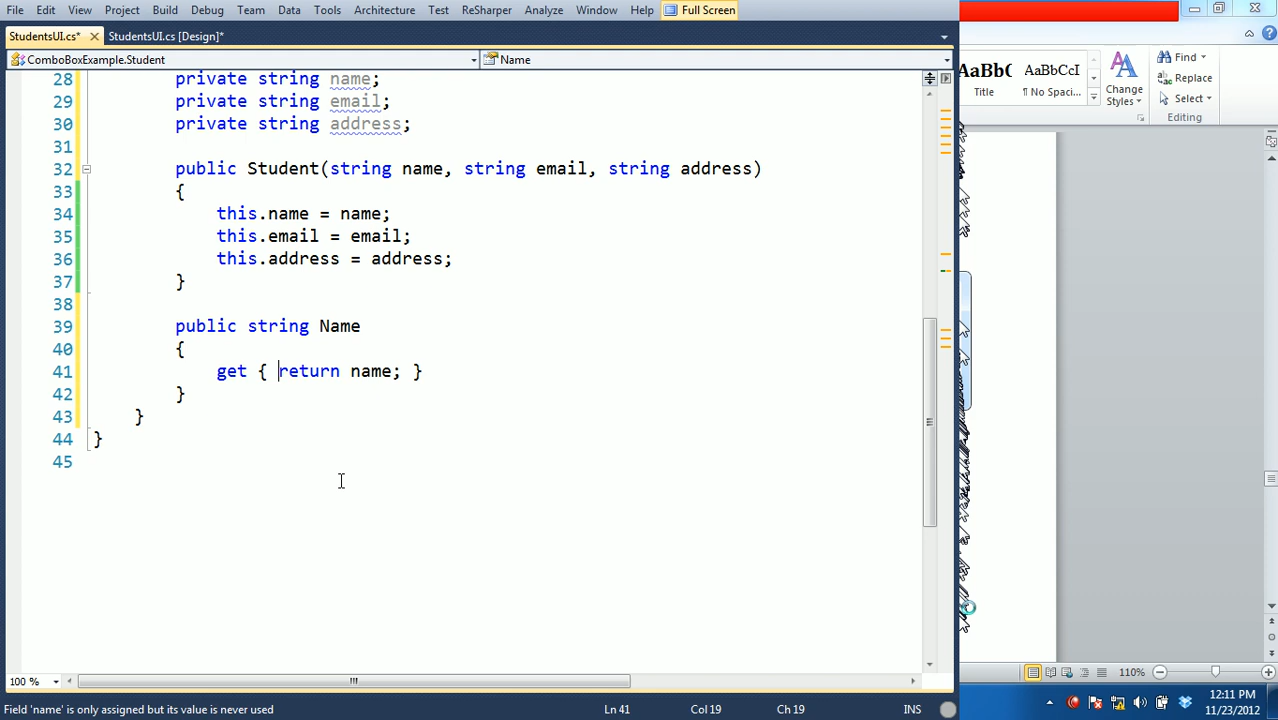 File Edit View Project Build Debug Team Data Tools Architecture Test ReSharper Analyze Window Help Full Screen
StudentsUI.cs* StudentsUI.cs [Design]*
ComboBoxExample.Student Name
28 private string name;
29 private string email;
30 private string address;
31
32 public Student(string name, string email, string address)
33 {
34 this.name = name;
35 this.email = email;
36 this.address = address;
37 }
38
39 public string Name
40 {
41 get { return name; }
42 }
43 }
44 }
45
100 %
Field 'name' is only assigned but its value is never used Ln 41 Col 19 Ch 19 INS
AaBbC AaBbCcI
Title ¶ No Spaci...
Change Styles
Find
Replace
Select
Editing
110%
12:11 PM
11/23/2012